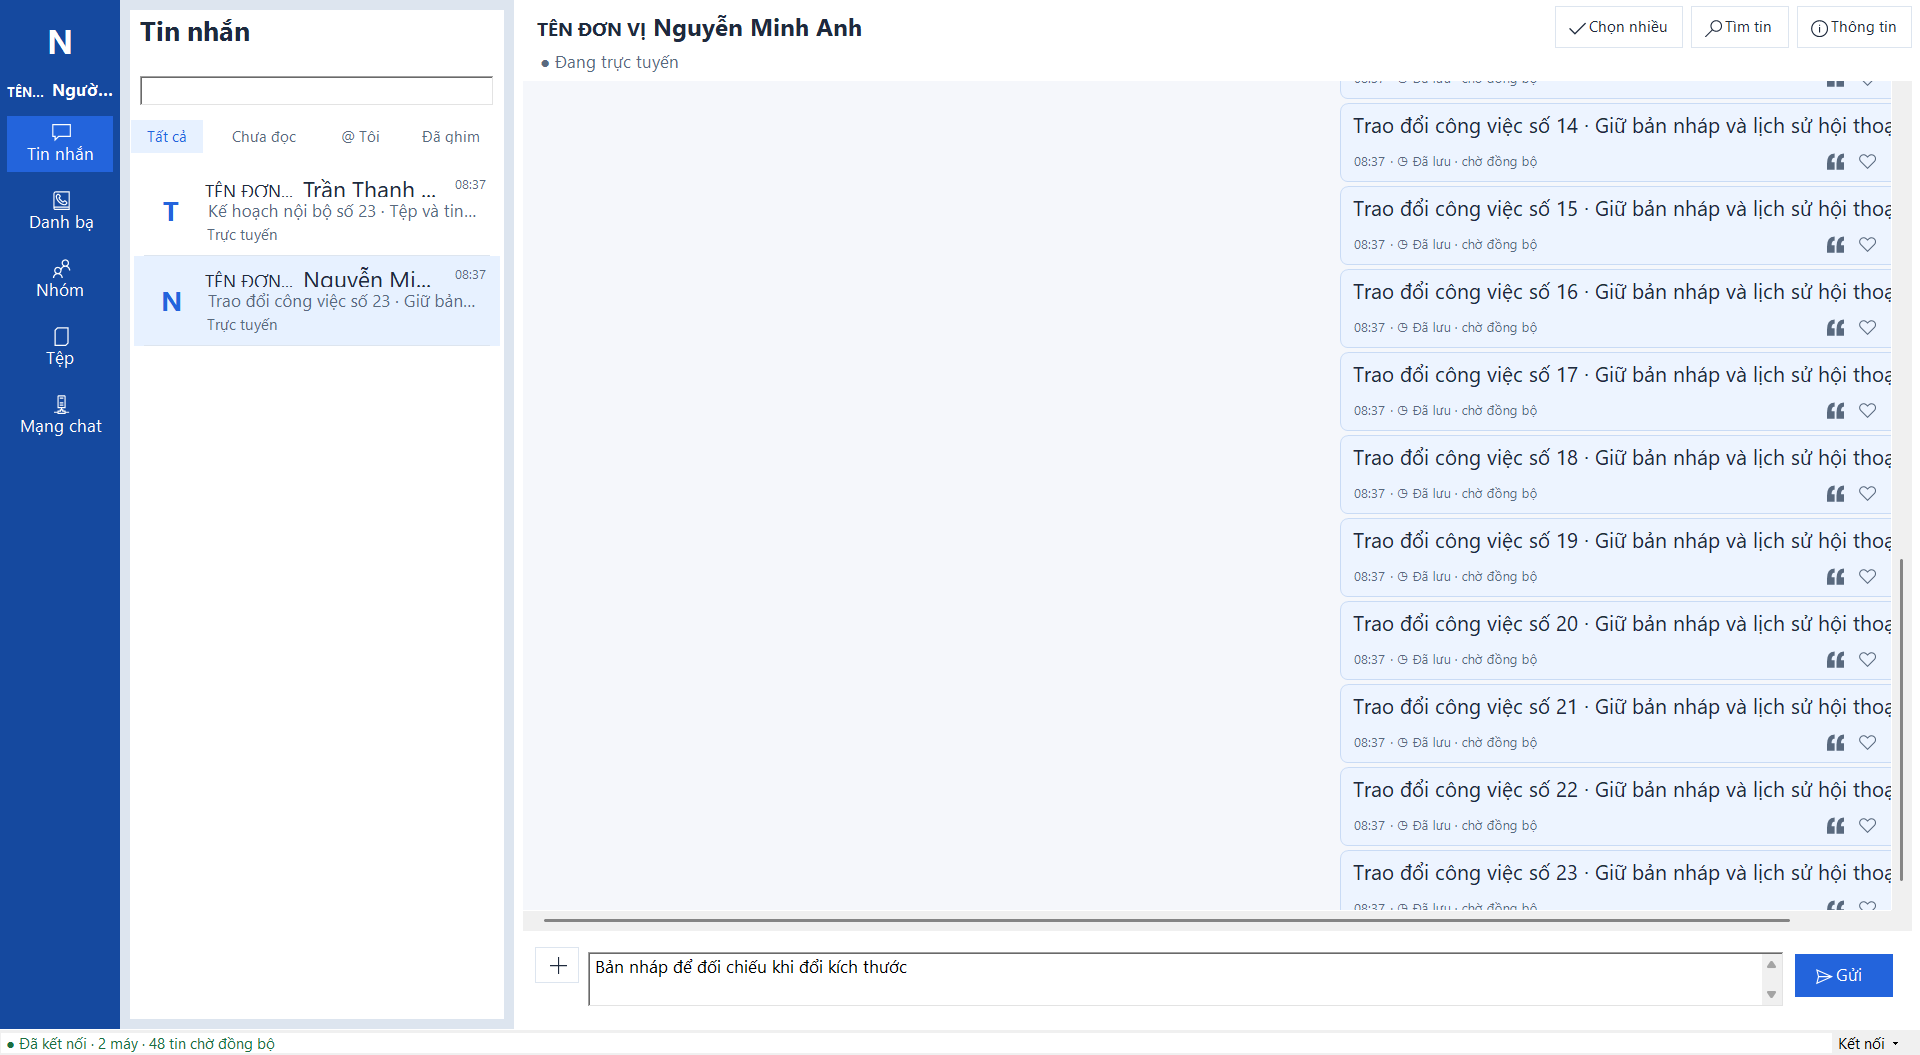 N
TÊN... Ngườ...
Tin nhắn
Danh bạ
Nhóm
Tệp
Mạng chat
Tin nhắn
Tất cả
Chưa đọc
@ Tôi
Đã ghim
T
TÊN ĐƠN... Trần Thanh ...
08:37
Kế hoạch nội bộ số 23 · Tệp và tin...
Trực tuyến
N
TÊN ĐƠN... Nguyễn Mi...
08:37
Trao đổi công việc số 23 · Giữ bản...
Trực tuyến
TÊN ĐƠN VỊ Nguyễn Minh Anh
● Đang trực tuyến
Chọn nhiều
Tìm tin
Thông tin
08:37 · Đã lưu · chờ đồng bộ
Trao đổi công việc số 14 · Giữ bản nháp và lịch sử hội thoạ
08:37 · Đã lưu · chờ đồng bộ
Trao đổi công việc số 15 · Giữ bản nháp và lịch sử hội thoạ
08:37 · Đã lưu · chờ đồng bộ
Trao đổi công việc số 16 · Giữ bản nháp và lịch sử hội thoạ
08:37 · Đã lưu · chờ đồng bộ
Trao đổi công việc số 17 · Giữ bản nháp và lịch sử hội thoạ
08:37 · Đã lưu · chờ đồng bộ
Trao đổi công việc số 18 · Giữ bản nháp và lịch sử hội thoạ
08:37 · Đã lưu · chờ đồng bộ
Trao đổi công việc số 19 · Giữ bản nháp và lịch sử hội thoạ
08:37 · Đã lưu · chờ đồng bộ
Trao đổi công việc số 20 · Giữ bản nháp và lịch sử hội thoạ
08:37 · Đã lưu · chờ đồng bộ
Trao đổi công việc số 21 · Giữ bản nháp và lịch sử hội thoạ
08:37 · Đã lưu · chờ đồng bộ
Trao đổi công việc số 22 · Giữ bản nháp và lịch sử hội thoạ
08:37 · Đã lưu · chờ đồng bộ
Trao đổi công việc số 23 · Giữ bản nháp và lịch sử hội thoạ
08:37 · Đã lưu · chờ đồng bộ
Bản nháp để đối chiếu khi đổi kích thước
Gửi
● Đã kết nối · 2 máy · 48 tin chờ đồng bộ
Kết nối